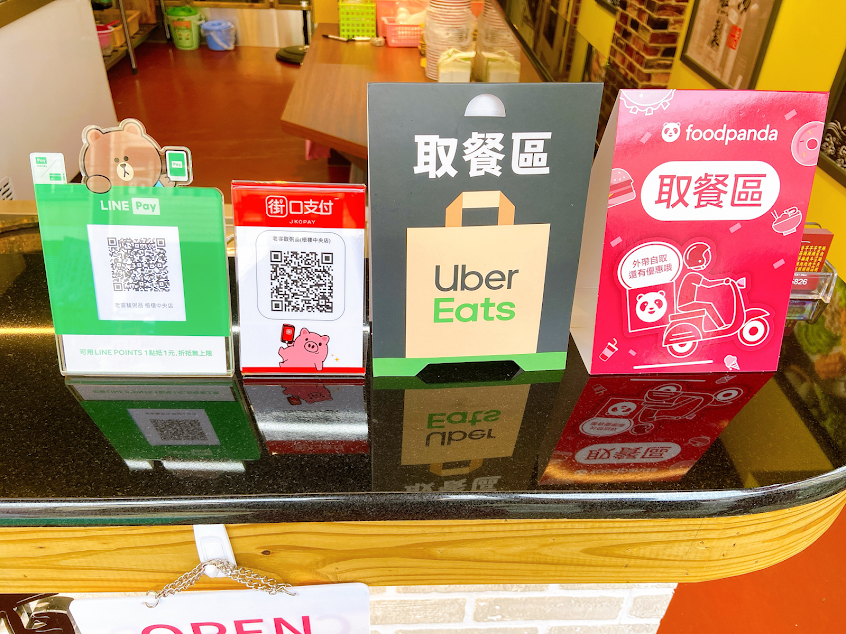 LINE Pay
可用 LINE POINTS 1點抵1元,折抵無上限
街口支付
JKOPAY
取餐區
Uber
Eats
foodpanda
取餐區
外帶自取
還有優惠哦
5826
OPEN